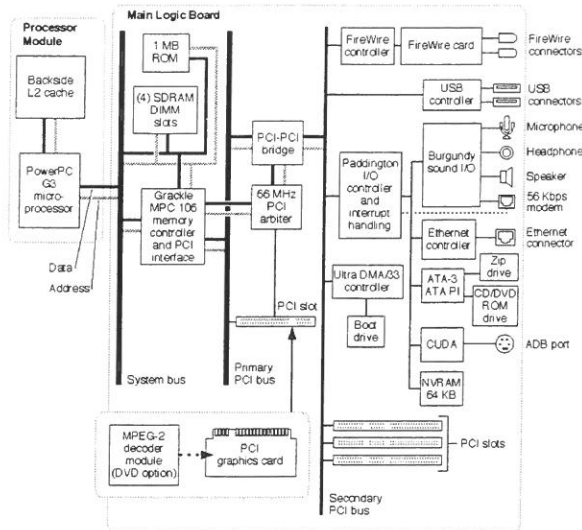 Processor
Module
Main Logic Board
Backside
L2 cache
PowerPC
G3
micro-
processor
Data
Address
1 MB
ROM
(4) SDRAM
DIMM
slots
Grackle
MPC 106
memory
controller
and PCI
interface
System bus
PCI-PCI
bridge
66 MHz
PCI
arbiter
PCI slot
Primary
PCI bus
MPEG-2
decoder
module
(DVD option)
PCI
graphics card
FireWire
controller
FireWire card
FireWire
connectors
USB
controller
USB
connectors
Paddington
I/O
controller
and
interrupt
handling
Burgundy
sound I/O
Microphone
Headphone
Speaker
56 Kbps
modem
Ethernet
controller
Ethernet
connector
Ultra DMA/33
controller
Boot
drive
ATA-3
ATA PI
Zip
drive
CD/DVD
ROM
drive
CUDA
ADB port
NVRAM
64 KB
PCI slots
Secondary
PCI bus